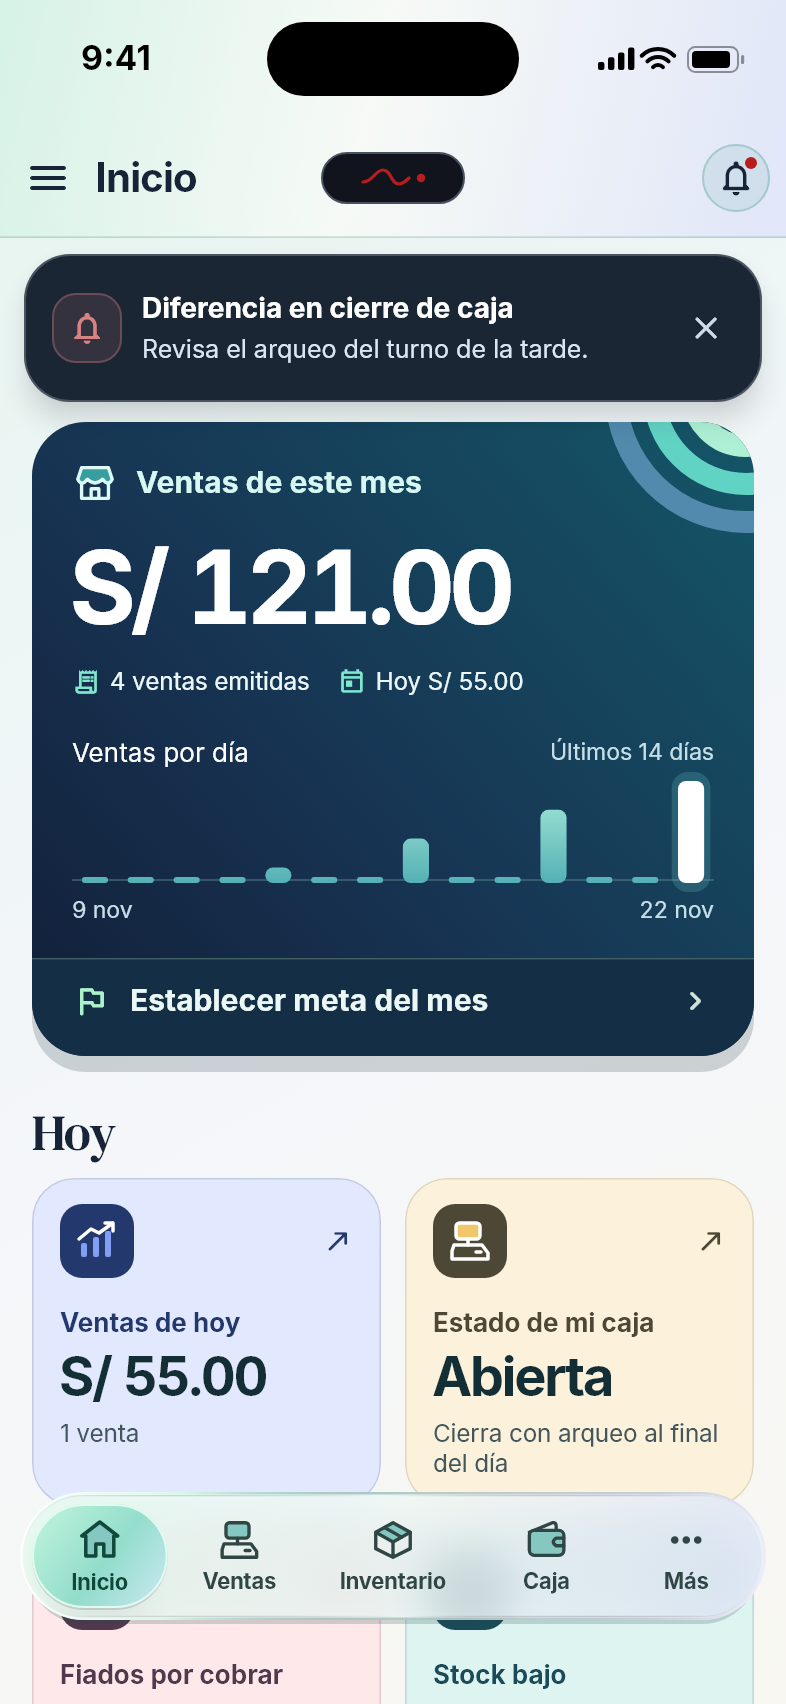 9:41
Inicio
Diferencia en cierre de caja
Revisa el arqueo del turno de la tarde.
Ventas de este mes
S/ 121.00
4 ventas emitidas
Hoy S/ 55.00
Ventas por día
Últimos 14 días
9 nov
22 nov
Establecer meta del mes
Hoy
Ventas de hoy
S/ 55.00
1 venta
Estado de mi caja
Abierta
Cierra con arqueo al final
del día
Inicio
Ventas
Inventario
Caja
Más
Fiados por cobrar
Stock bajo